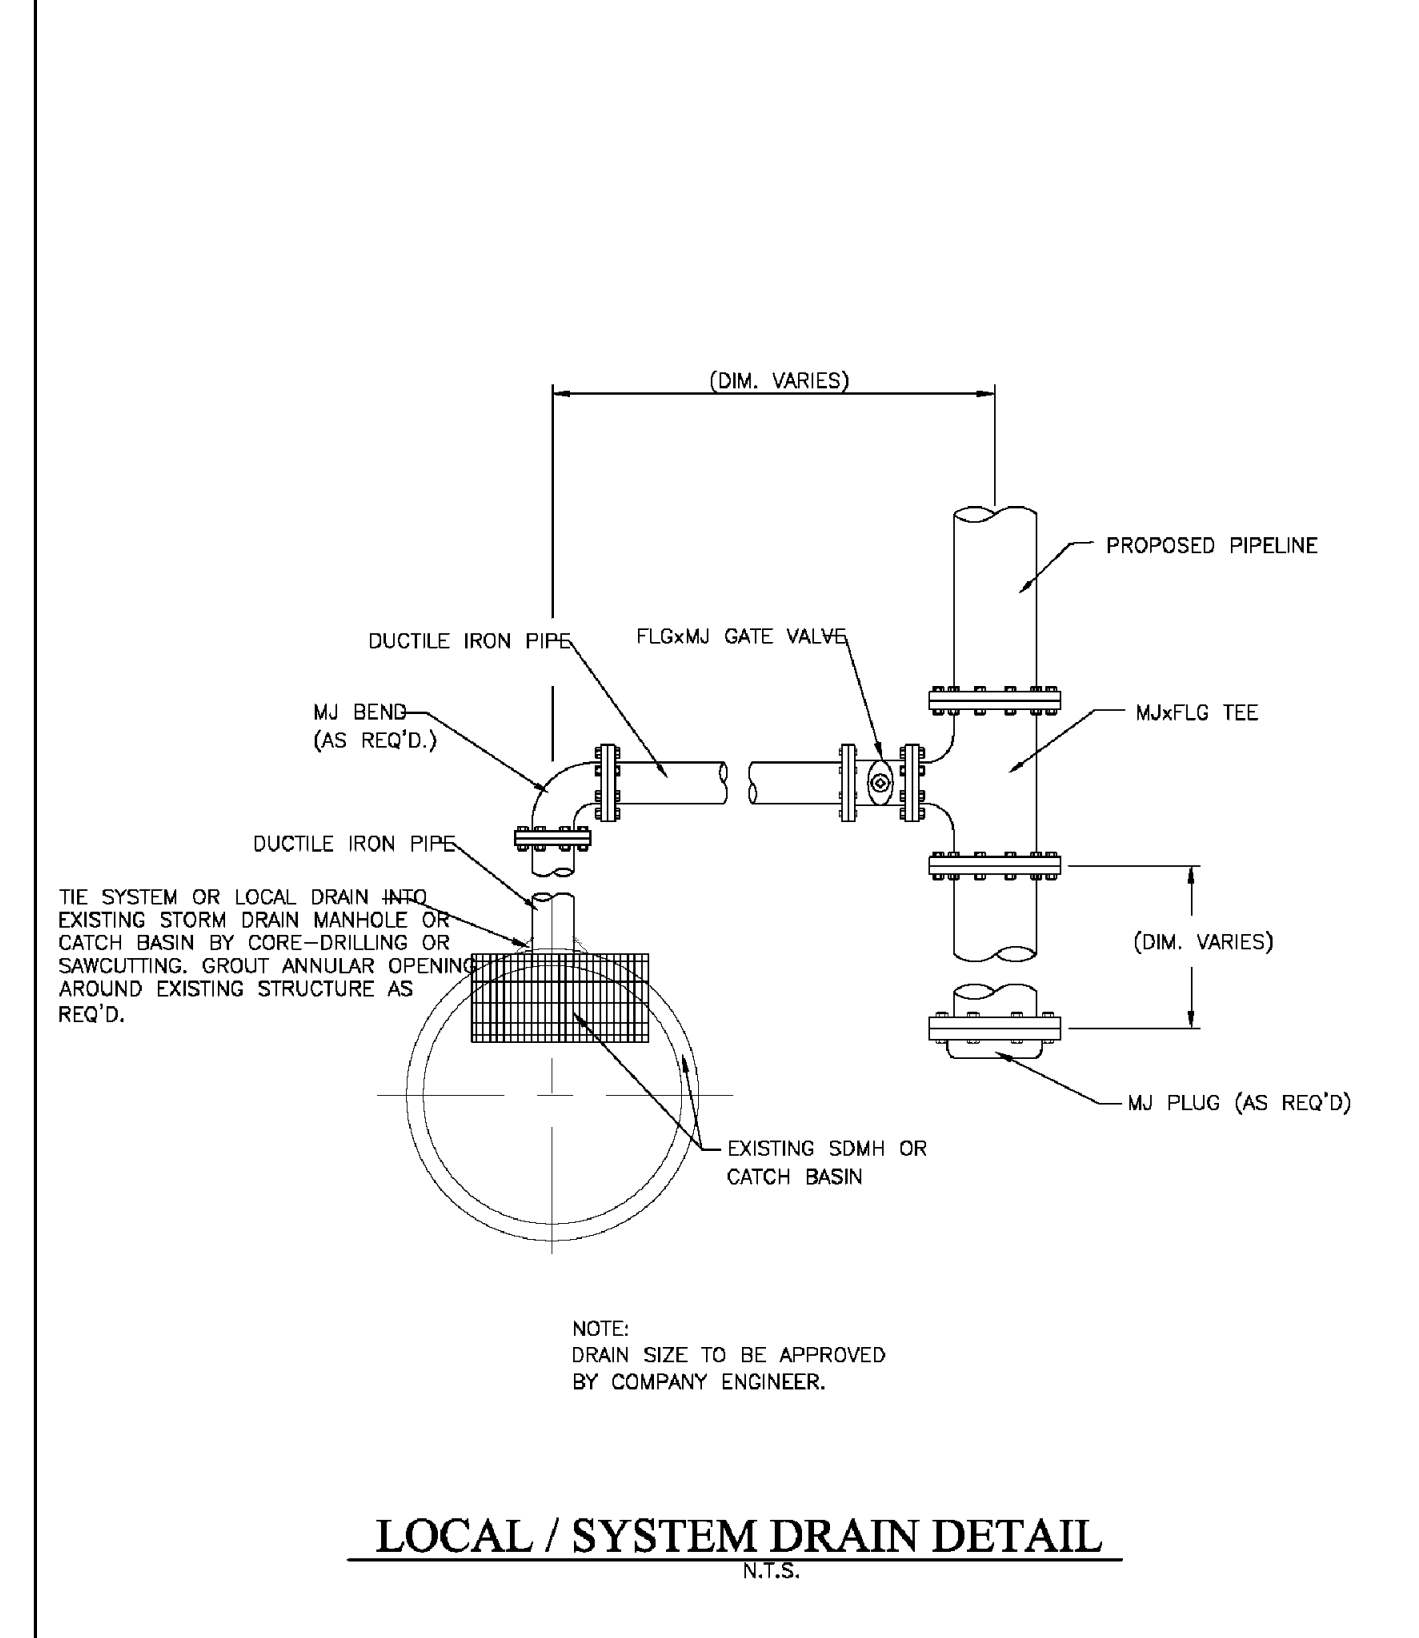 (DIM. VARIES)
PROPOSED PIPELINE
DUCTILE IRON PIPE
FLGxMJ GATE VALVE
MJ BEND
(AS REQ'D.)
MJxFLG TEE
DUCTILE IRON PIPE
TIE SYSTEM OR LOCAL DRAIN INTO
EXISTING STORM DRAIN MANHOLE OR
CATCH BASIN BY CORE-DRILLING OR
SAWCUTTING. GROUT ANNULAR OPENING
AROUND EXISTING STRUCTURE AS
REQ'D.
(DIM. VARIES)
MJ PLUG (AS REQ'D)
EXISTING SDMH OR
CATCH BASIN
NOTE:
DRAIN SIZE TO BE APPROVED
BY COMPANY ENGINEER.
LOCAL / SYSTEM DRAIN DETAIL
N.T.S.